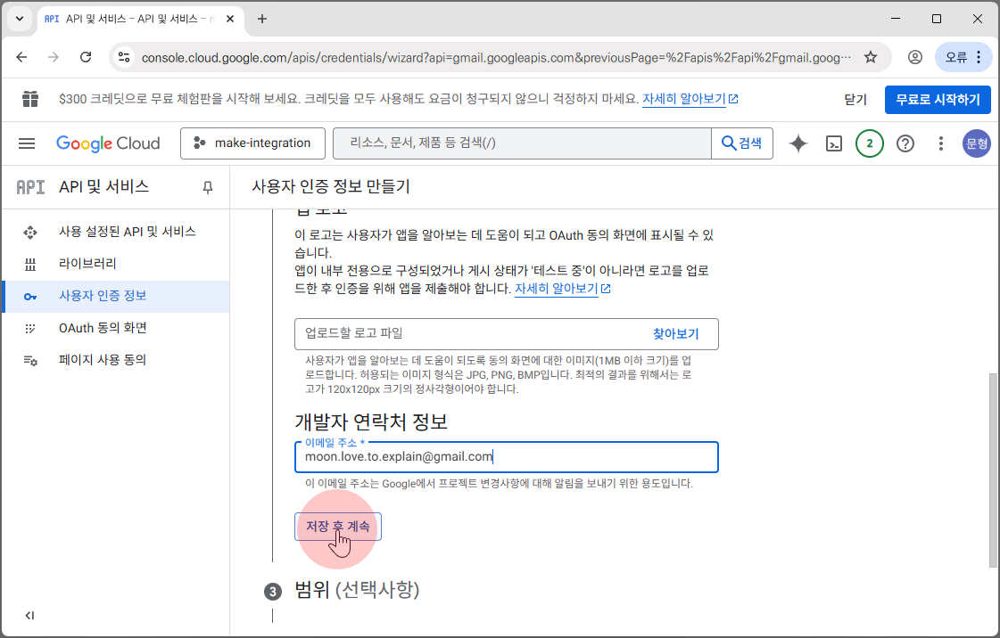 API API 및 서비스 – API 및 서비스 –
console.cloud.google.com/apis/credentials/wizard?api=gmail.googleapis.com&previousPage=%2Fapis%2Fapi%2Fgmail.goog…
오류
$300 크레딧으로 무료 체험판을 시작해 보세요. 크레딧을 모두 사용해도 요금이 청구되지 않으니 걱정하지 마세요. 자세히 알아보기
닫기
무료로 시작하기
Google Cloud
make-integration
리소스, 문서, 제품 등 검색(/)
검색
2
문형
API API 및 서비스
사용자 인증 정보 만들기
사용 설정된 API 및 서비스
라이브러리
사용자 인증 정보
OAuth 동의 화면
페이지 사용 동의
앱 로고
이 로고는 사용자가 앱을 알아보는 데 도움이 되고 OAuth 동의 화면에 표시될 수 있
습니다.
앱이 내부 전용으로 구성되었거나 게시 상태가 '테스트 중'이 아니라면 로고를 업로
드한 후 인증을 위해 앱을 제출해야 합니다. 자세히 알아보기
업로드할 로고 파일
찾아보기
사용자가 앱을 알아보는 데 도움이 되도록 동의 화면에 대한 이미지(1MB 이하 크기)를 업
로드합니다. 허용되는 이미지 형식은 JPG, PNG, BMP입니다. 최적의 결과를 위해서는 로
고가 120x120px 크기의 정사각형이어야 합니다.
개발자 연락처 정보
이메일 주소 *
moon.love.to.explain@gmail.com
이 이메일 주소는 Google에서 프로젝트 변경사항에 대해 알림을 보내기 위한 용도입니다.
저장 후 계속
3 범위 (선택사항)